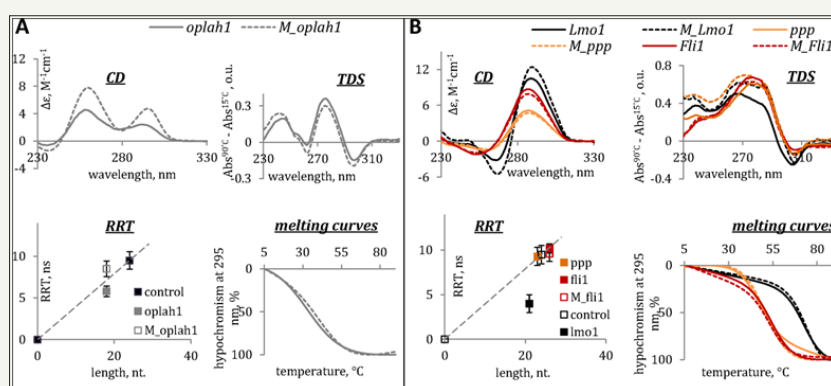 A
oplah1 M_oplah1
CD
Δε, M⁻¹cm⁻¹
12
8
4
0
-4
230 280 330
wavelength, nm
TDS
Abs⁹⁰°C - Abs¹⁵°C, o.u.
0.3
0
-0.3
230 270 310
wavelength, nm
RRT
RRT, ns
10
5
0
0 20 40
length, nt.
control
oplah1
M_oplah1
melting curves
5 30 55 80
hypochromism at 295 nm, %
0
50
100
temperature, °C
B
Lmo1 M_Lmo1 ppp
M_ppp Fli1 M_Fli1
CD
Δε, M⁻¹cm⁻¹
12
6
0
-6
230 280 330
wavelength, nm
TDS
Abs⁹⁰°C - Abs¹⁵°C, o.u.
0.8
0.4
0
-0.4
230 270 310
wavelength, nm
RRT
RRT, ns
10
5
0
0 20 40
length, nt.
ppp
fli1
M_fli1
control
lmo1
melting curves
5 30 55 80
hypochromism at 295 nm, %
0
50
100
temperature, °C